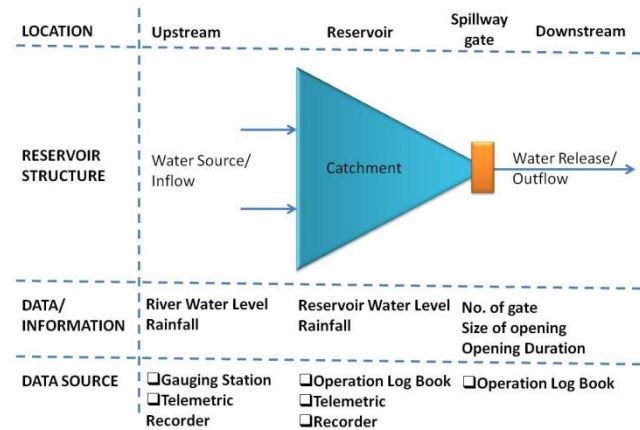 LOCATION
Upstream
Reservoir
Spillway
gate
Downstream
RESERVOIR
STRUCTURE
Water Source/
Inflow
Catchment
Water Release/
Outflow
DATA/
INFORMATION
River Water Level
Rainfall
Reservoir Water Level
Rainfall
No. of gate
Size of opening
Opening Duration
DATA SOURCE
❑Gauging Station
❑Telemetric
Recorder
❑Operation Log Book
❑Telemetric
❑Recorder
❑Operation Log Book